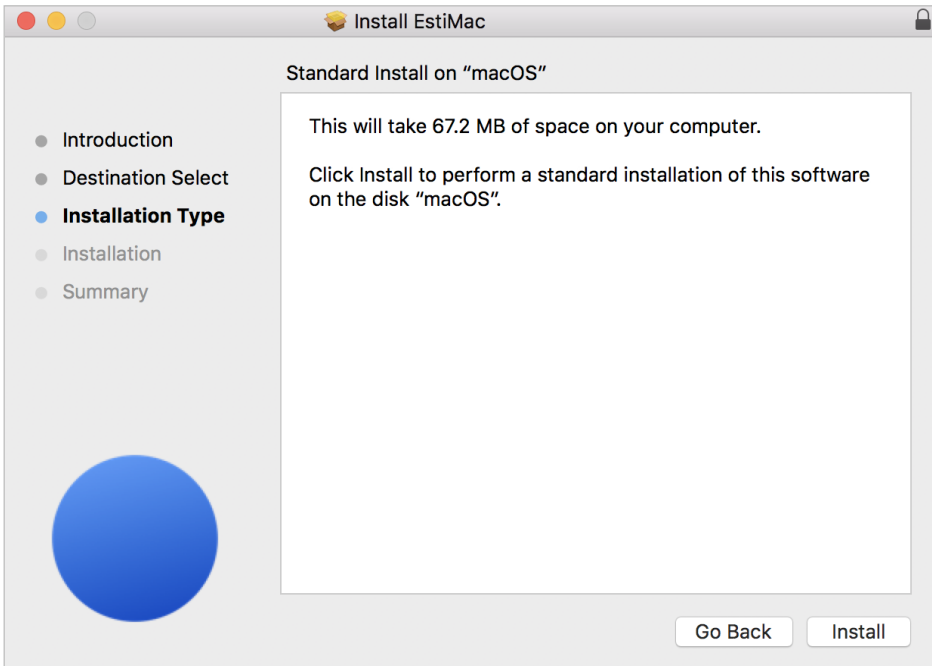 Install EstiMac
Standard Install on “macOS”
Introduction
Destination Select
Installation Type
Installation
Summary
This will take 67.2 MB of space on your computer.
Click Install to perform a standard installation of this software
on the disk “macOS”.
Go Back
Install